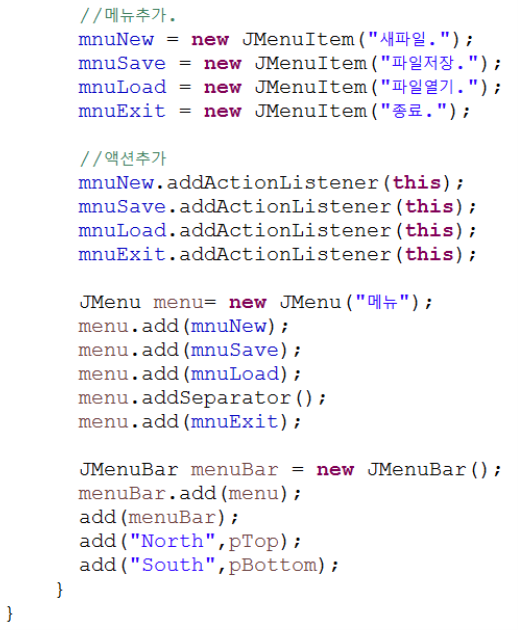 //메뉴추가.
mnuNew = new JMenuItem("새파일.");
mnuSave = new JMenuItem("파일저장.");
mnuLoad = new JMenuItem("파일열기.");
mnuExit = new JMenuItem("종료.");
//액션추가
mnuNew.addActionListener(this);
mnuSave.addActionListener(this);
mnuLoad.addActionListener(this);
mnuExit.addActionListener(this);
JMenu menu= new JMenu("메뉴");
menu.add(mnuNew);
menu.add(mnuSave);
menu.add(mnuLoad);
menu.addSeparator();
menu.add(mnuExit);
JMenuBar menuBar = new JMenuBar();
menuBar.add(menu);
add(menuBar);
add("North",pTop);
add("South",pBottom);
}
}